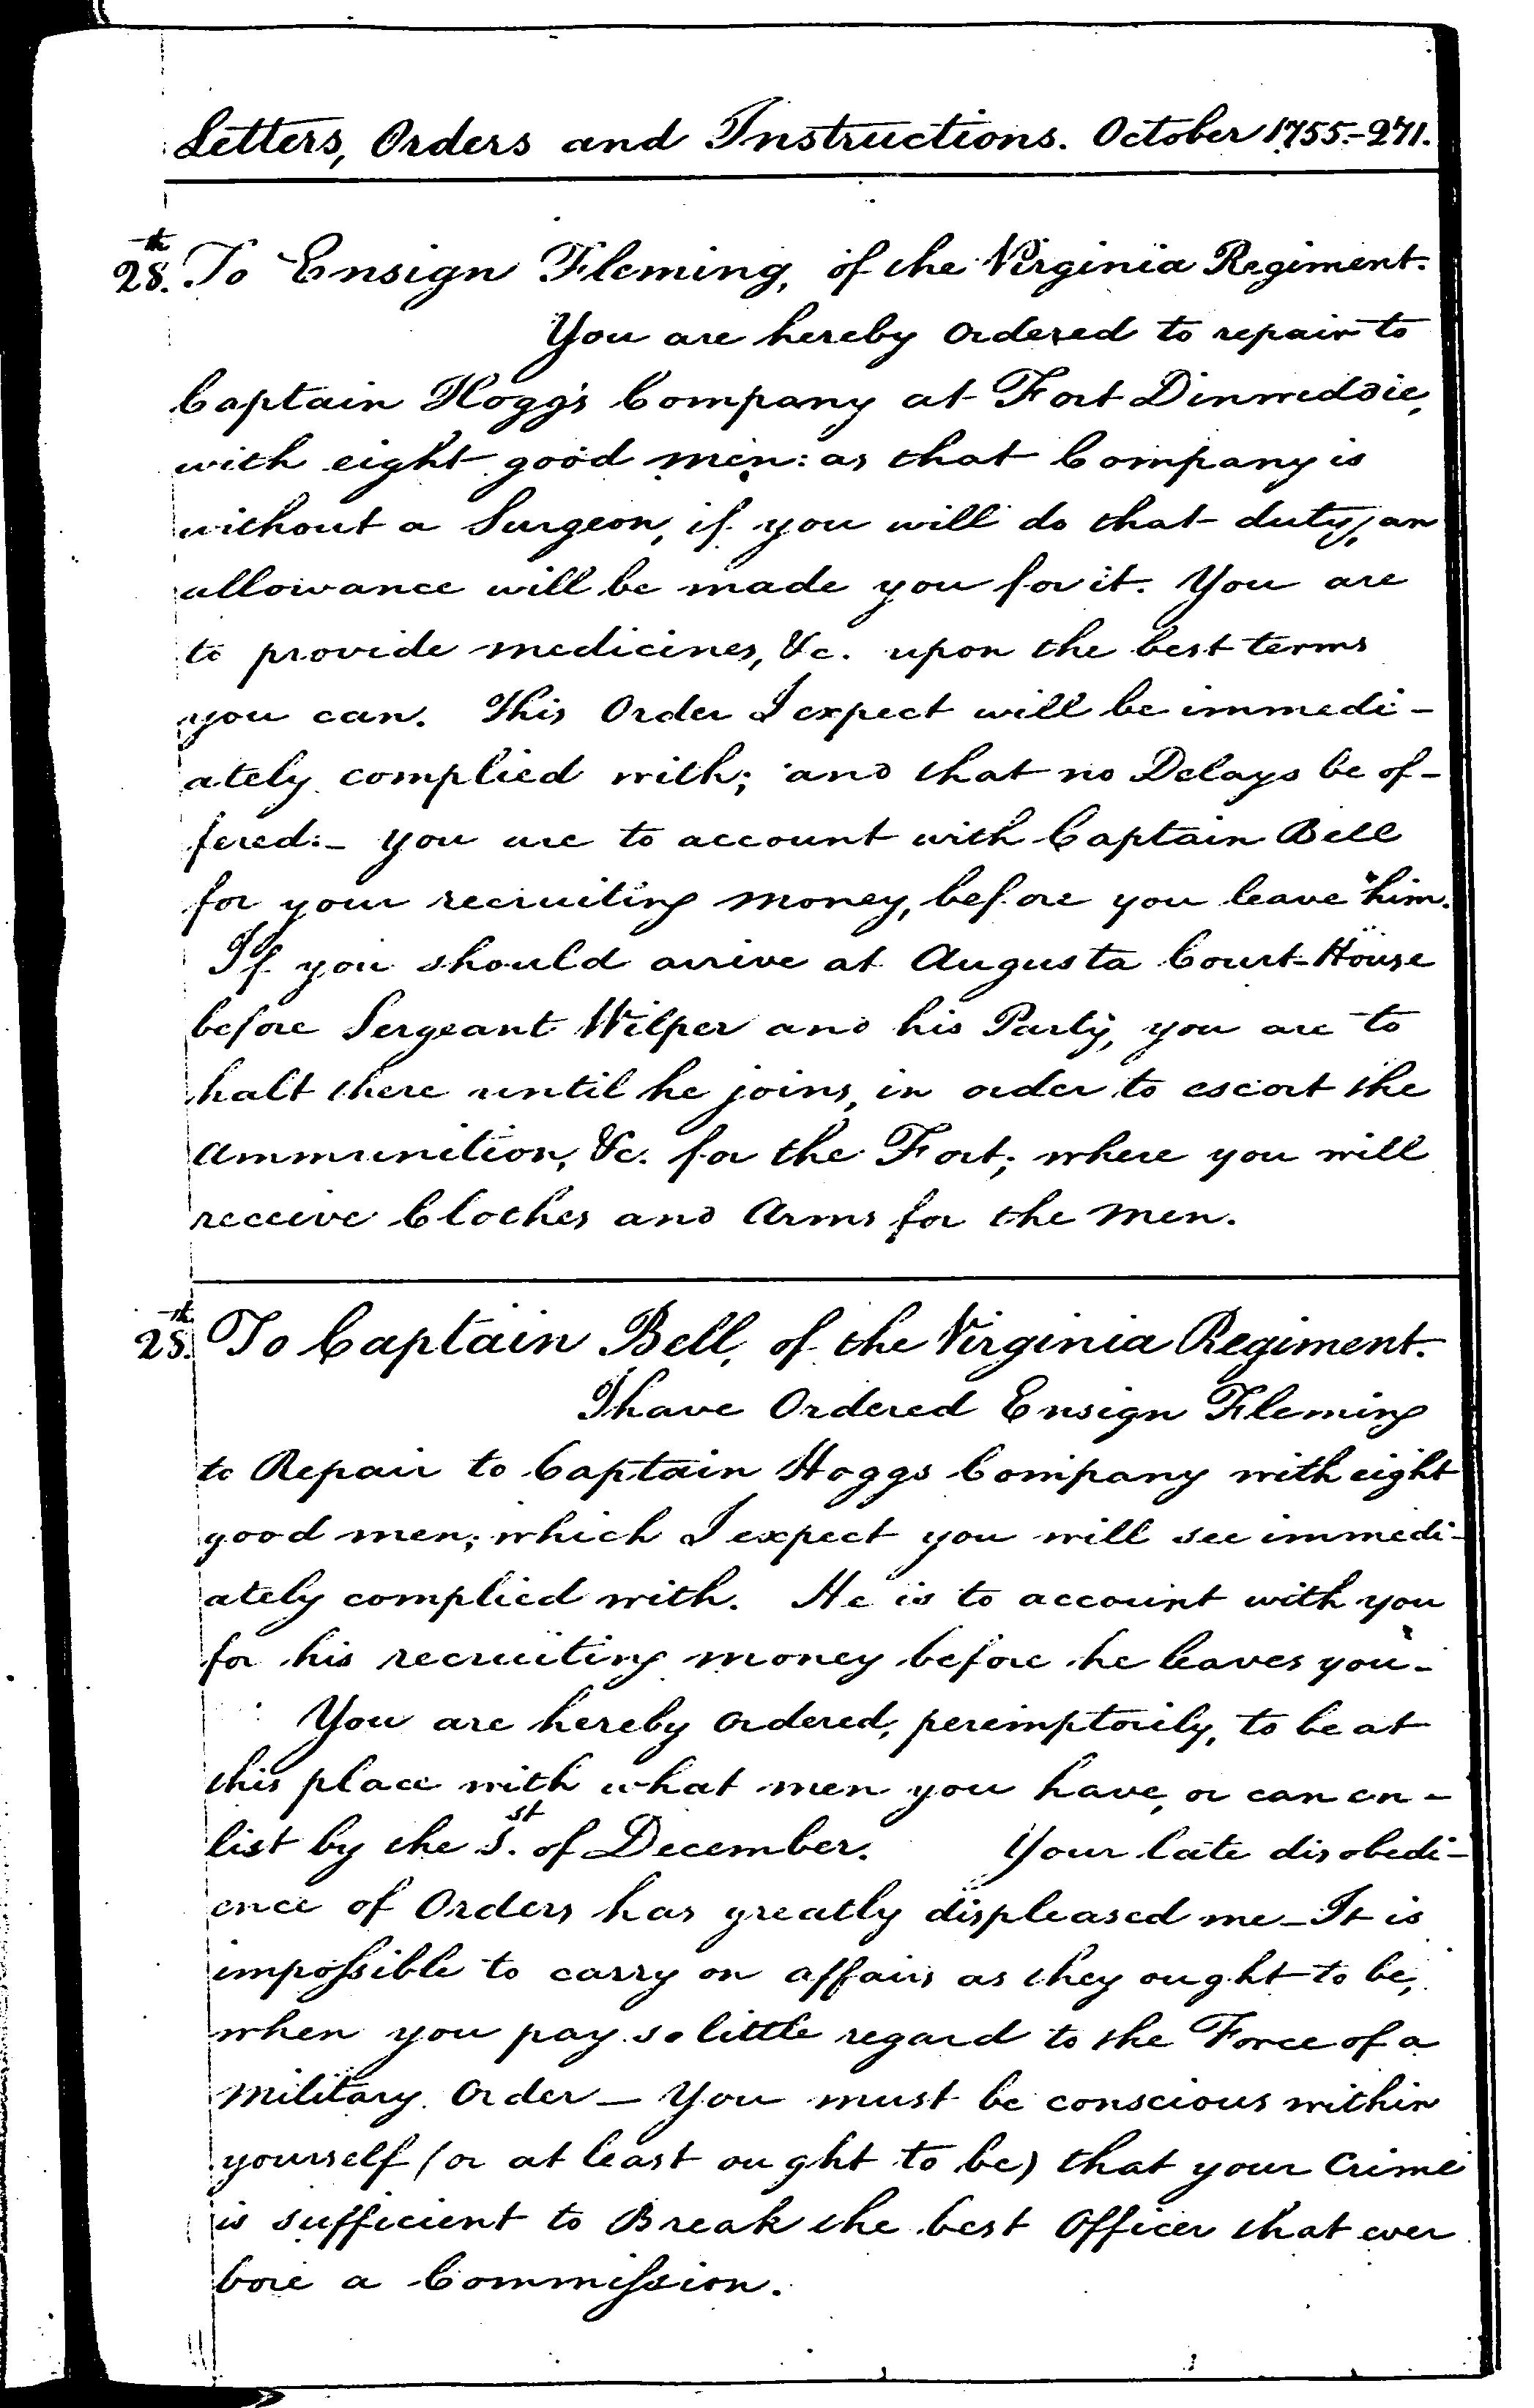 Letters, Orders and Instructions. October 1755.-271.
28.th To Ensign Fleming, of the Virginia Regiment.
You are hereby ordered to repair to
Captain Hogg's Company at Fort Dinwiddie,
with eight good men: as that Company is
without a Surgeon, if you will do that duty, an
allowance will be made you for it. You are
to provide medicines, &c. upon the best terms
you can. This Order I expect will be immedi-
ately complied with; and that no Delays be of-
fered:- you are to account with Captain Bell
for your recruiting money, before you leave him.
If you should arrive at Augusta Court-House
before Sergeant Wilper and his Party, you are to
halt there until he joins, in order to escort the
Ammunition, &c. for the Fort; where you will
receive Clothes and Arms for the men.
28.th To Captain Bell, of the Virginia Regiment.
I have Ordered Ensign Fleming
to Repair to Captain Hoggs Company with eight
good men; which I expect you will see immedi-
ately complied with. He is to account with you
for his recruiting money before he leaves you-
You are hereby ordered, peremptorily, to be at
this place with what men you have, or can en-
list by the 1.st of December. Your late disobedi-
ence of Orders has greatly displeased me-It is
impossible to carry on affairs as they ought to be,
when you pay so little regard to the Force of a
military Order- You must be conscious within
yourself (or at least ought to be) that your Crime
is sufficient to Break the best Officer that ever
bore a Commission.